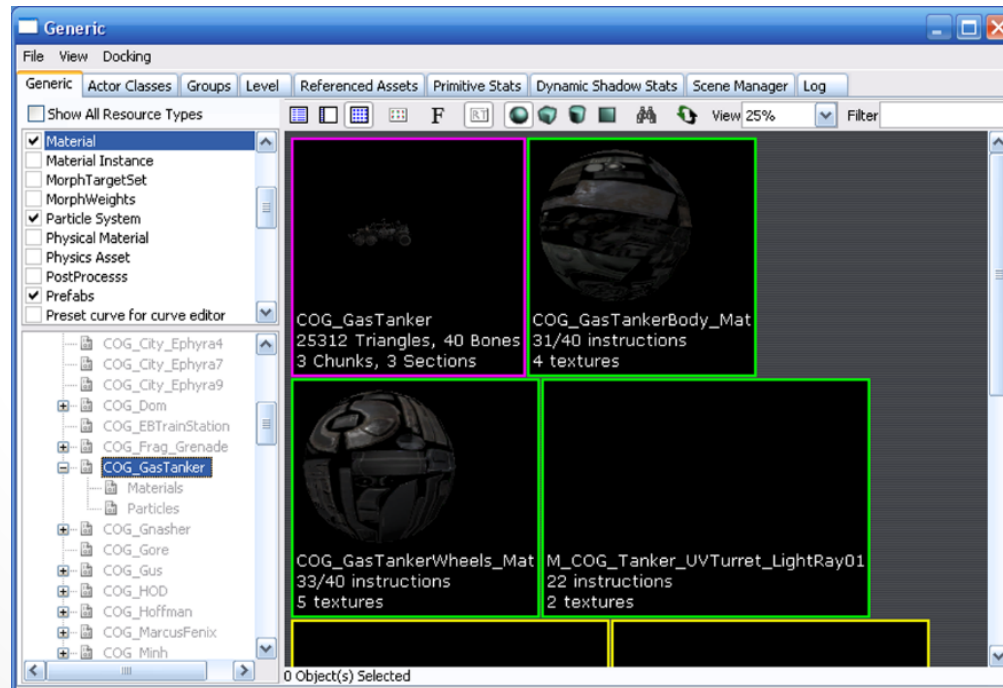 Generic
File View Docking
Generic Actor Classes Groups Level Referenced Assets Primitive Stats Dynamic Shadow Stats Scene Manager Log
Show All Resource Types
F RT View 25% Filter
Material
Material Instance
MorphTargetSet
MorphWeights
Particle System
Physical Material
Physics Asset
PostProcesss
Prefabs
Preset curve for curve editor
COG_City_Ephyra4
COG_City_Ephyra7
COG_City_Ephyra9
COG_Dom
COG_EBTrainStation
COG_Frag_Grenade
COG_GasTanker
Materials
Particles
COG_Gnasher
COG_Gore
COG_Gus
COG_HOD
COG_Hoffman
COG_MarcusFenix
COG_Minh
COG_GasTanker
25312 Triangles, 40 Bones
3 Chunks, 3 Sections
COG_GasTankerBody_Mat
31/40 instructions
4 textures
COG_GasTankerWheels_Mat
33/40 instructions
5 textures
M_COG_Tanker_UVTurret_LightRay01
22 instructions
2 textures
0 Object(s) Selected